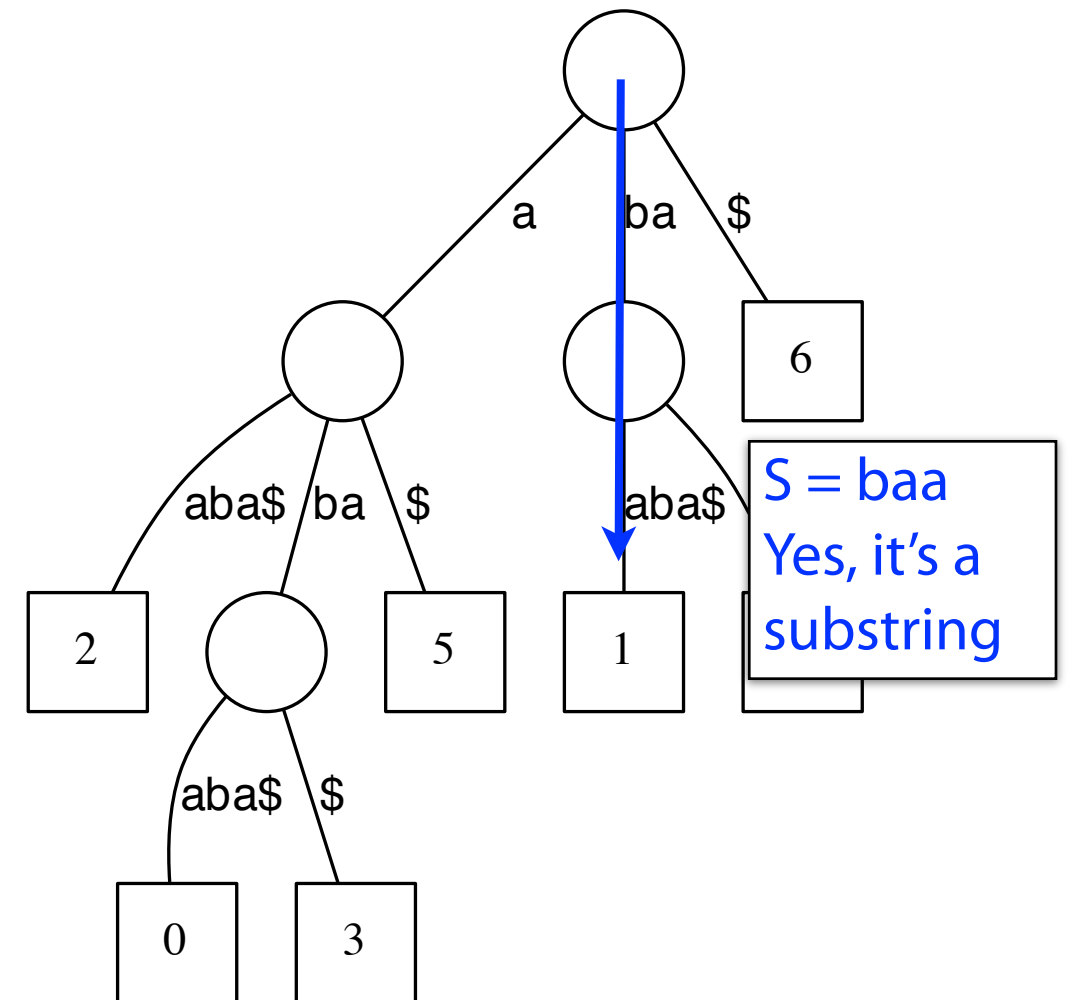 a ba $
6
aba$ ba $ aba$
S = baa
Yes, it's a
substring
2 5 1
aba$ $
0 3